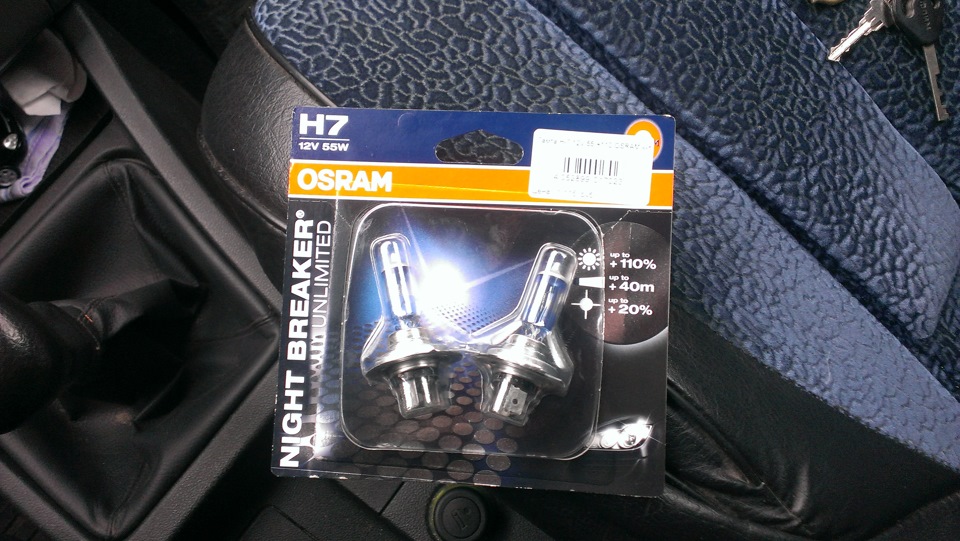 H7
12V 55W
OSRAM
NIGHT BREAKER®
UNLIMITED
up to
+110%
up to
+40m
up to
+20%